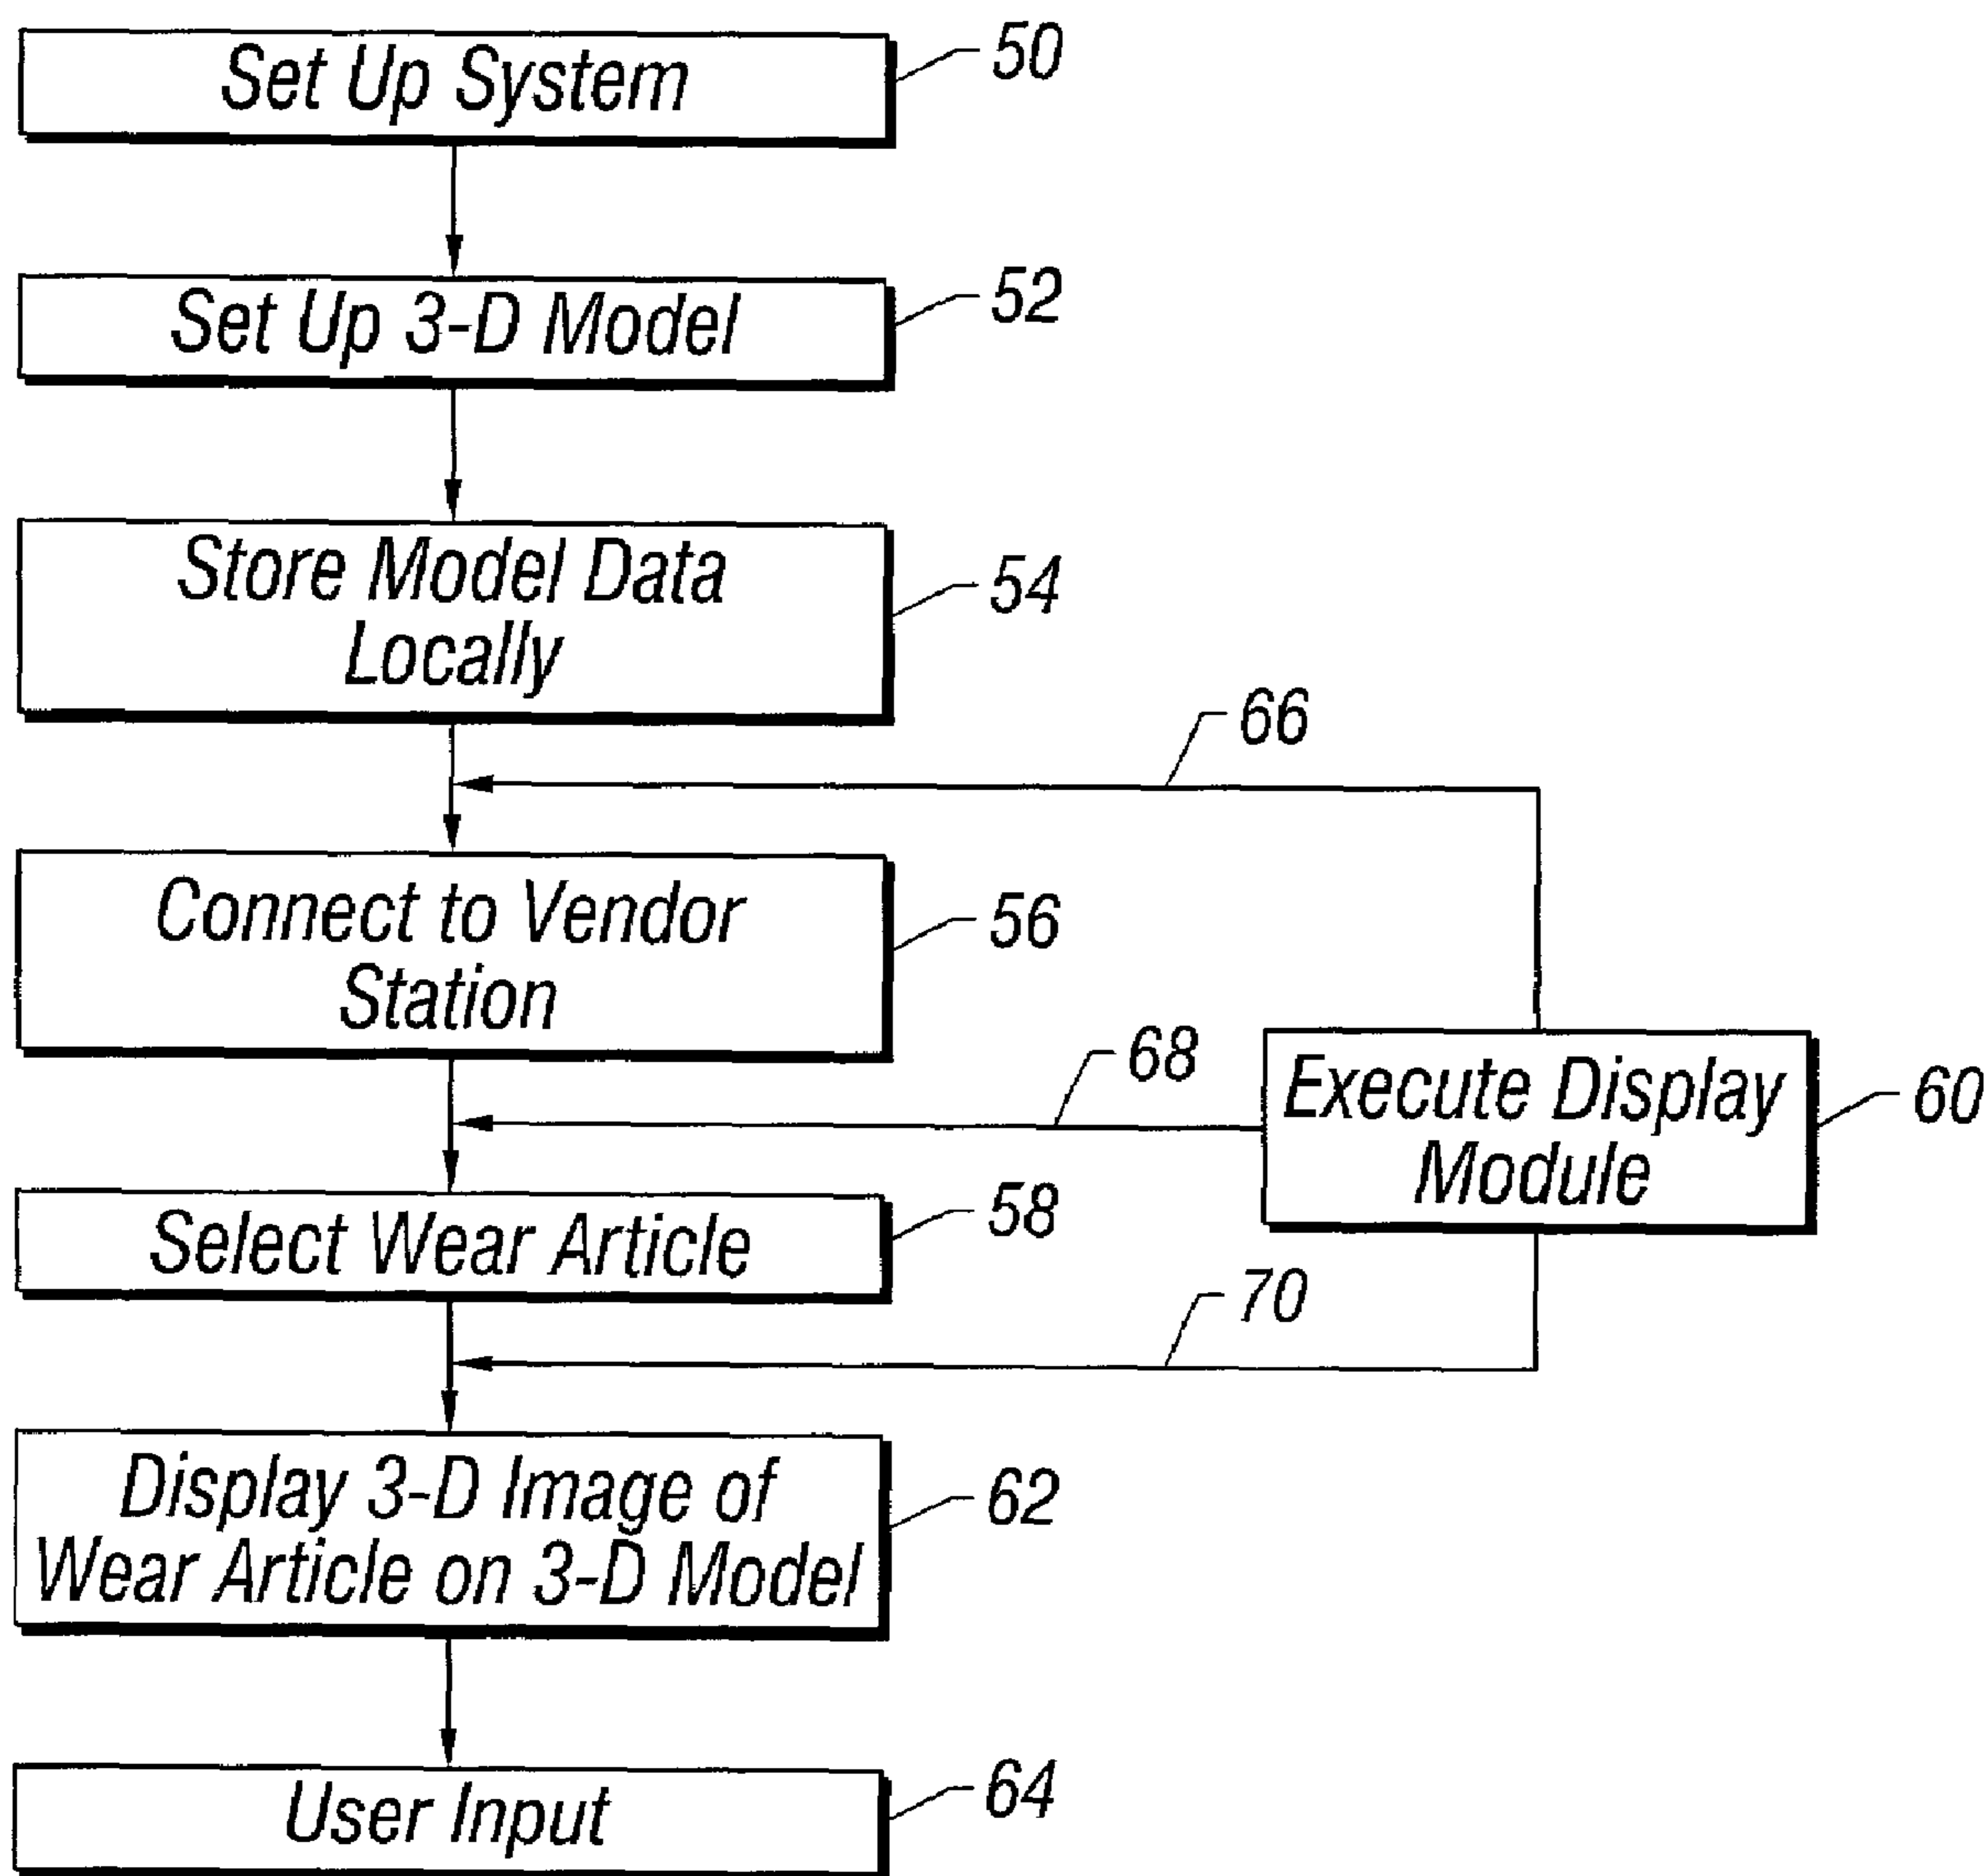 Set Up System
50
Set Up 3-D Model
52
Store Model Data
Locally
54
66
Connect to Vendor
Station
56
68
Execute Display
Module
60
Select Wear Article
58
70
Display 3-D Image of
Wear Article on 3-D Model
62
User Input
64